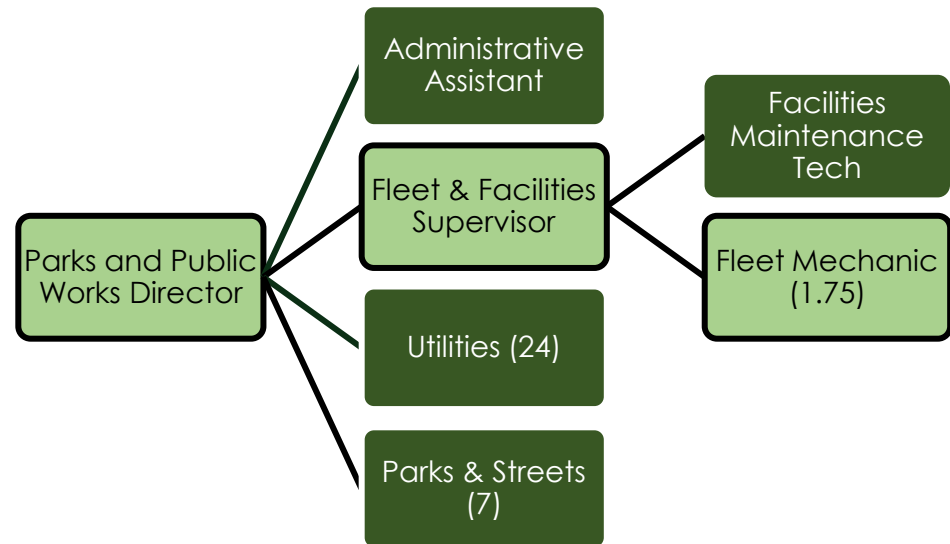 Parks and Public
Works Director
Administrative
Assistant
Fleet & Facilities
Supervisor
Utilities (24)
Parks & Streets
(7)
Facilities
Maintenance
Tech
Fleet Mechanic
(1.75)